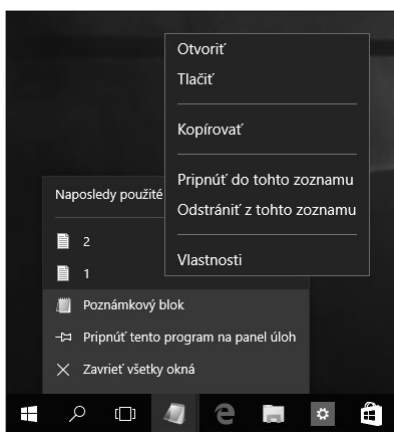 Otvoriť
Tlačiť
Kopírovať
Pripnúť do tohto zoznamu
Odstrániť z tohto zoznamu
Vlastnosti
Naposledy použité
2
1
Poznámkový blok
Pripnúť tento program na panel úloh
Zavrieť všetky okná